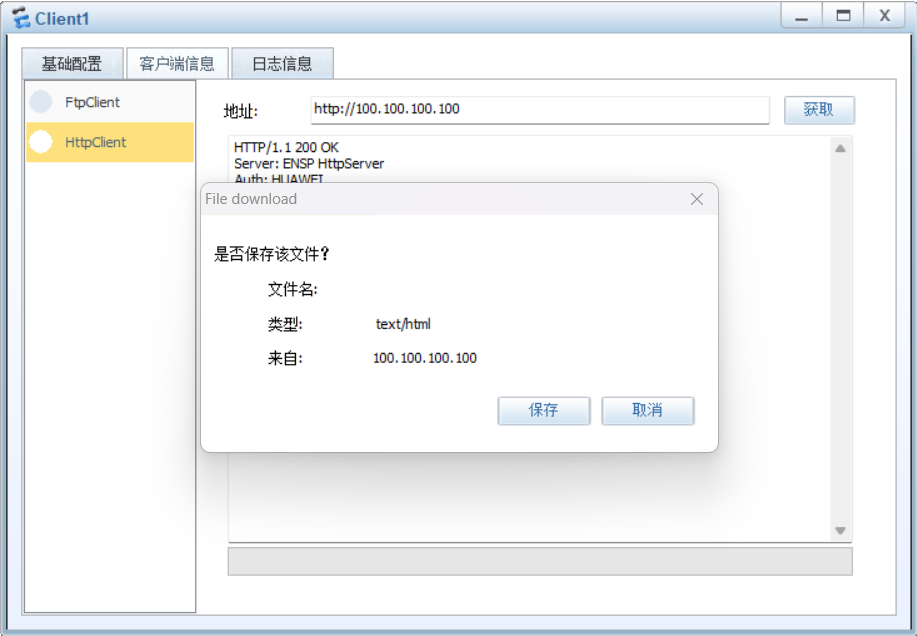 Client1
基础配置 客户端信息 日志信息
FtpClient
HttpClient
地址: http://100.100.100.100 获取
HTTP/1.1 200 OK
Server: ENSP HttpServer
Auth: HUAWEI
File download
是否保存该文件?
文件名:
类型: text/html
来自: 100.100.100.100
保存 取消